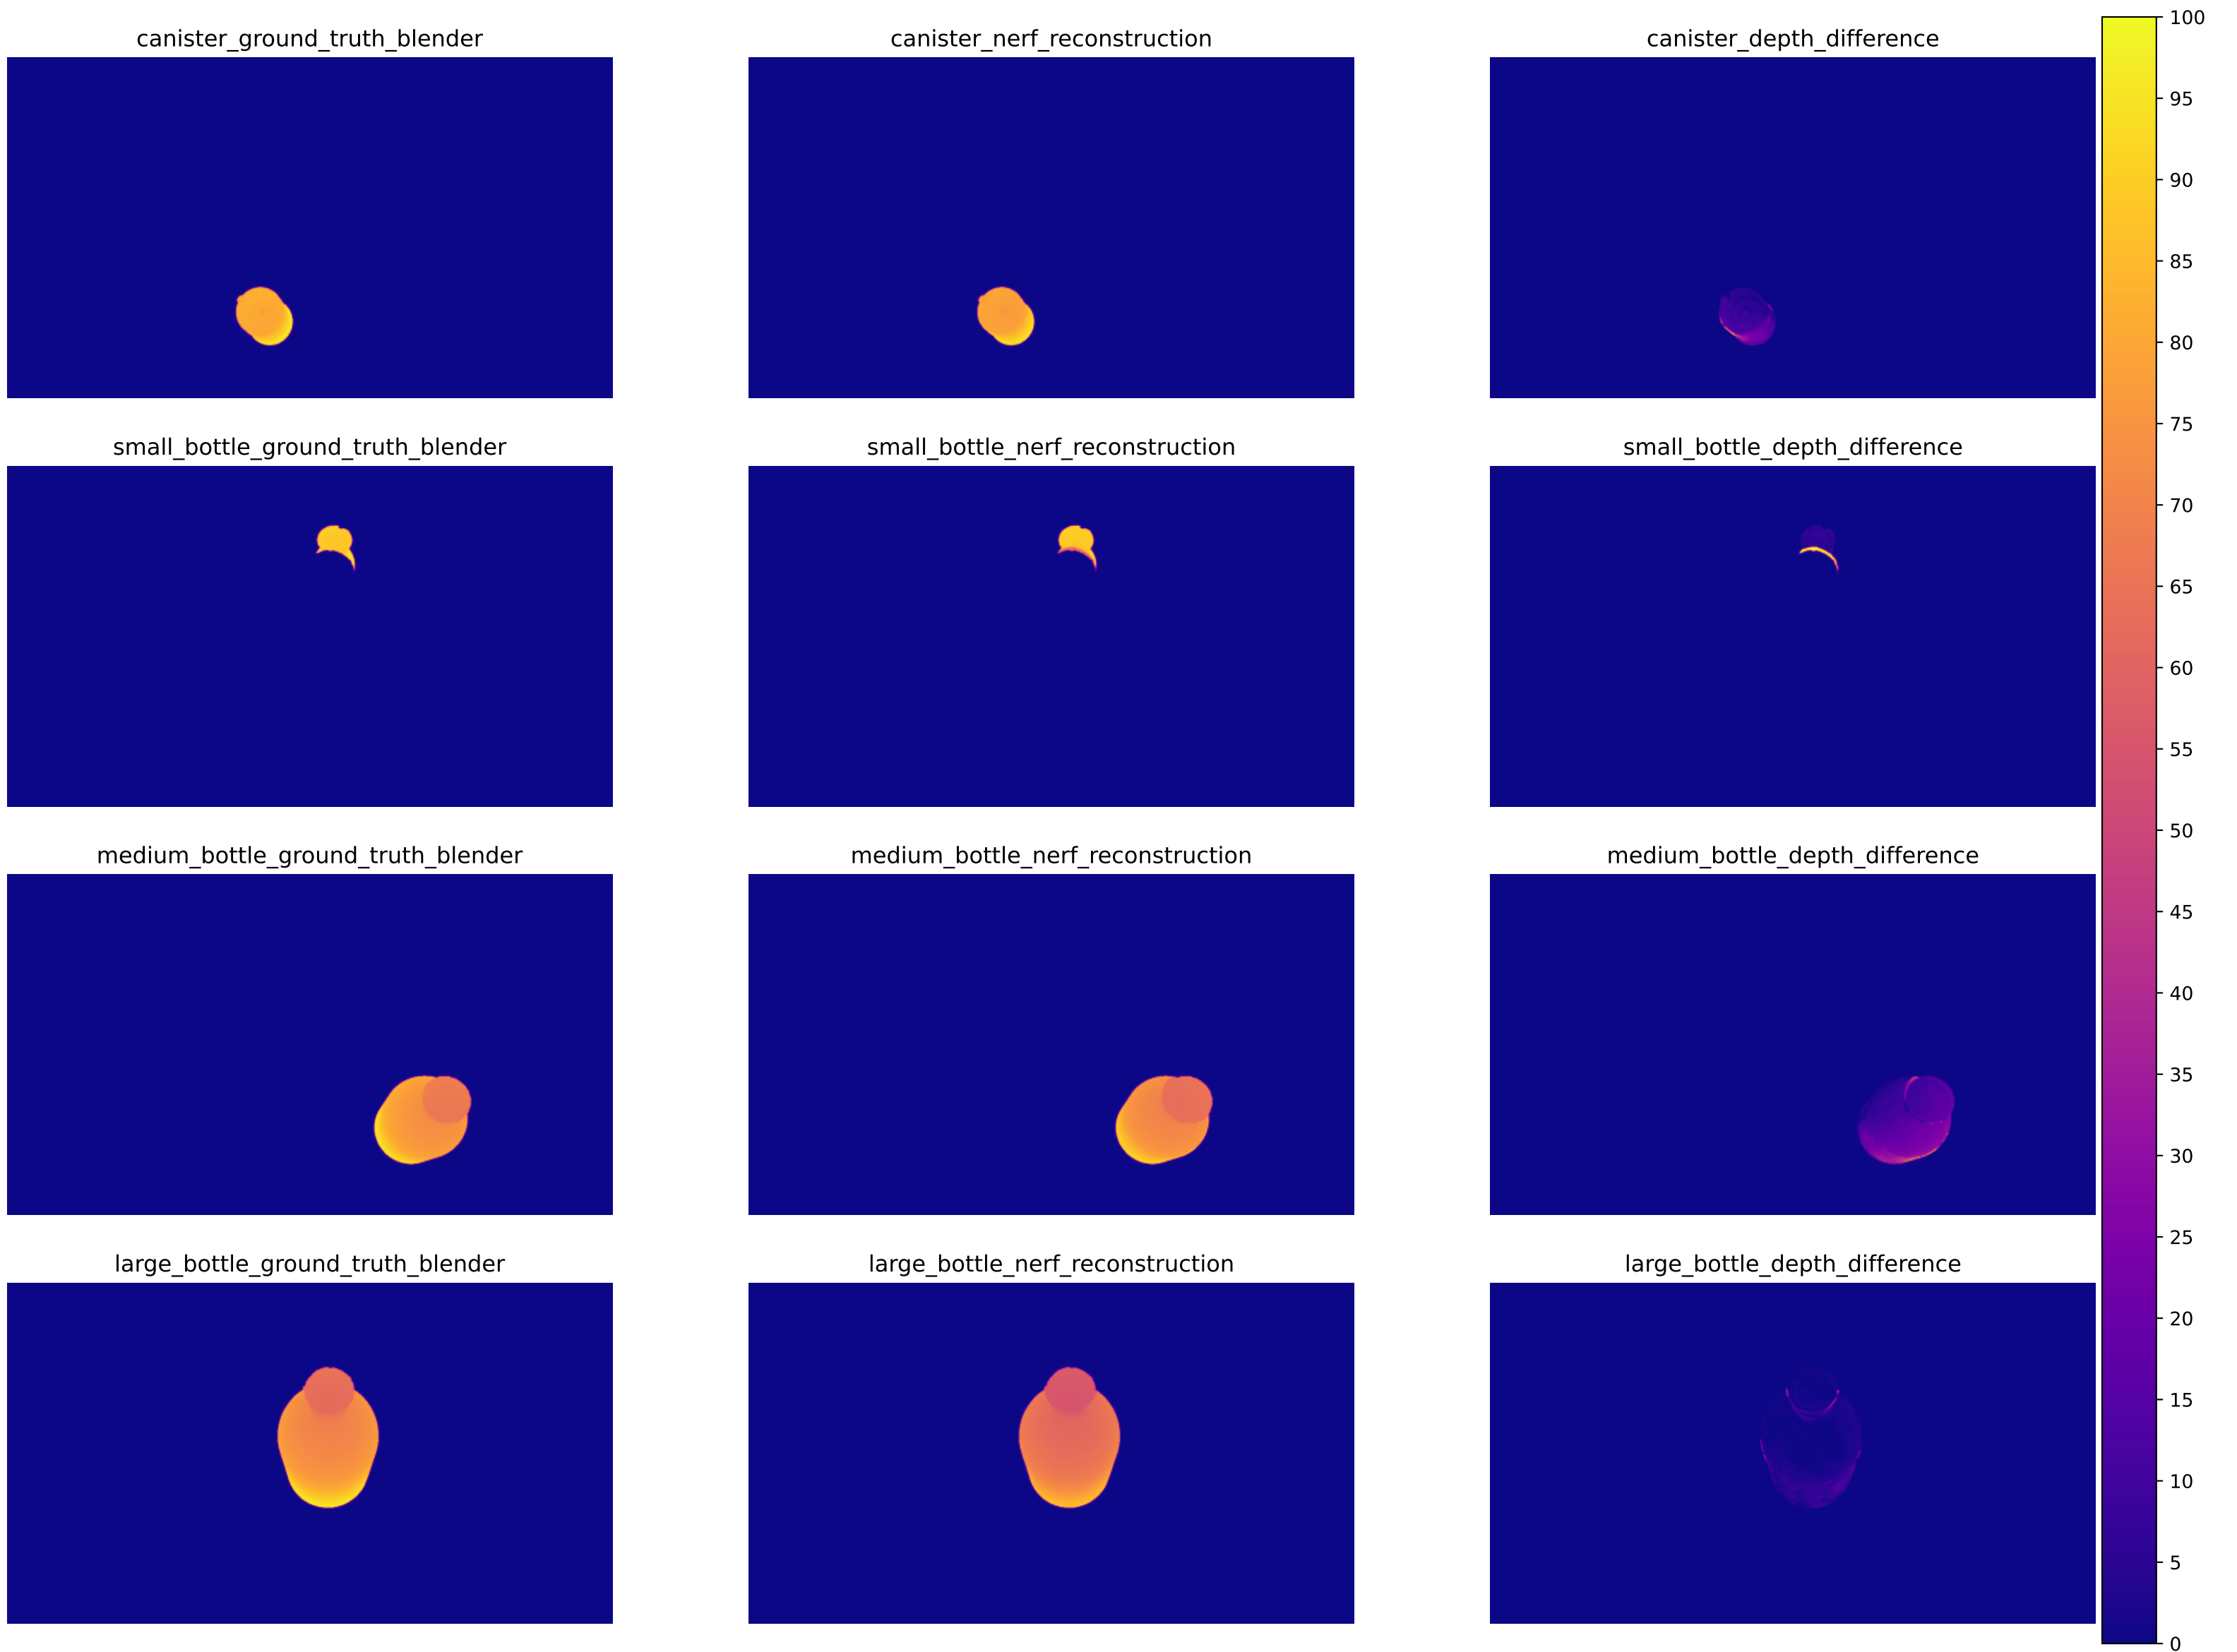 canister_ground_truth_blender
canister_nerf_reconstruction
canister_depth_difference
small_bottle_ground_truth_blender
small_bottle_nerf_reconstruction
small_bottle_depth_difference
medium_bottle_ground_truth_blender
medium_bottle_nerf_reconstruction
medium_bottle_depth_difference
large_bottle_ground_truth_blender
large_bottle_nerf_reconstruction
large_bottle_depth_difference
100
95
90
85
80
75
70
65
60
55
50
45
40
35
30
25
20
15
10
5
0